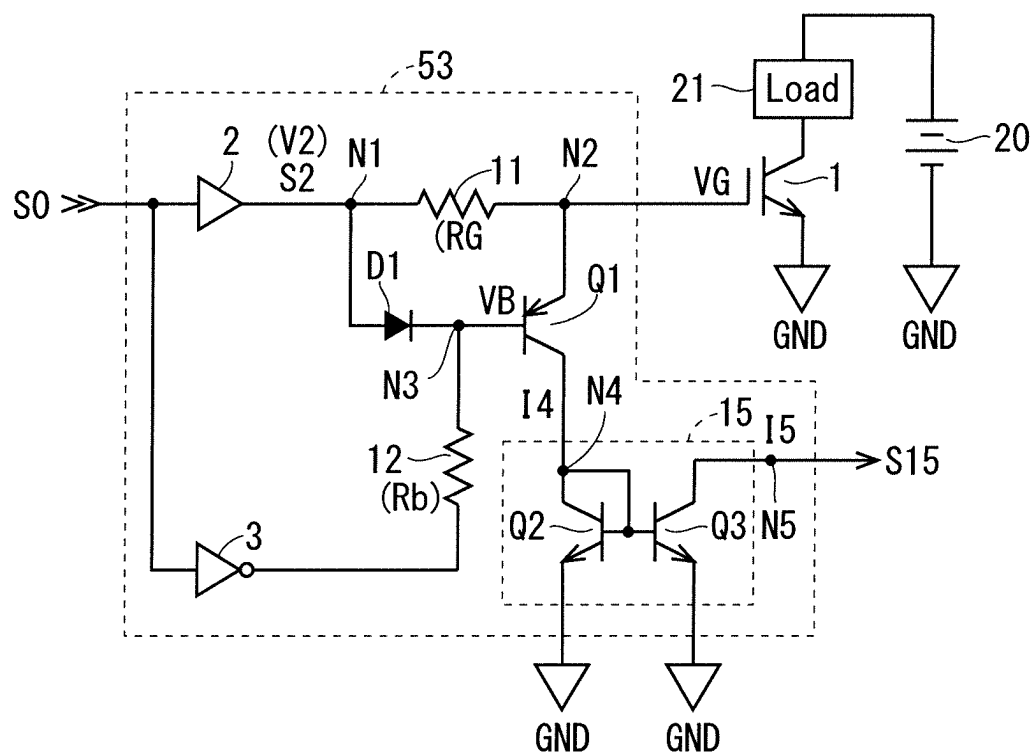 53
21
Load
20
2
(V2)
S2
N1
11
N2
VG
1
S0
(RG
D1
VB
Q1
GND
GND
N3
I4
N4
15
I5
12
(Rb)
S15
Q2
Q3
N5
3
GND
GND